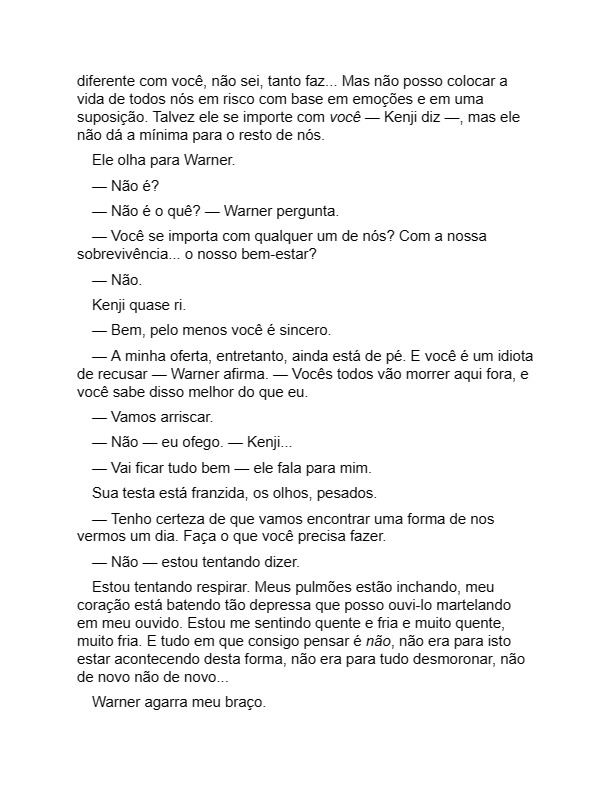 diferente com você, não sei, tanto faz... Mas não posso colocar a
vida de todos nós em risco com base em emoções e em uma
suposição. Talvez ele se importe com você — Kenji diz —, mas ele
não dá a mínima para o resto de nós.
Ele olha para Warner.
— Não é?
— Não é o quê? — Warner pergunta.
— Você se importa com qualquer um de nós? Com a nossa
sobrevivência... o nosso bem-estar?
— Não.
Kenji quase ri.
— Bem, pelo menos você é sincero.
— A minha oferta, entretanto, ainda está de pé. E você é um idiota
de recusar — Warner afirma. — Vocês todos vão morrer aqui fora, e
você sabe disso melhor do que eu.
— Vamos arriscar.
— Não — eu ofego. — Kenji...
— Vai ficar tudo bem — ele fala para mim.
Sua testa está franzida, os olhos, pesados.
— Tenho certeza de que vamos encontrar uma forma de nos
vermos um dia. Faça o que você precisa fazer.
— Não — estou tentando dizer.
Estou tentando respirar. Meus pulmões estão inchando, meu
coração está batendo tão depressa que posso ouvi-lo martelando
em meu ouvido. Estou me sentindo quente e fria e muito quente,
muito fria. E tudo em que consigo pensar é não, não era para isto
estar acontecendo desta forma, não era para tudo desmoronar, não
de novo não de novo...
Warner agarra meu braço.